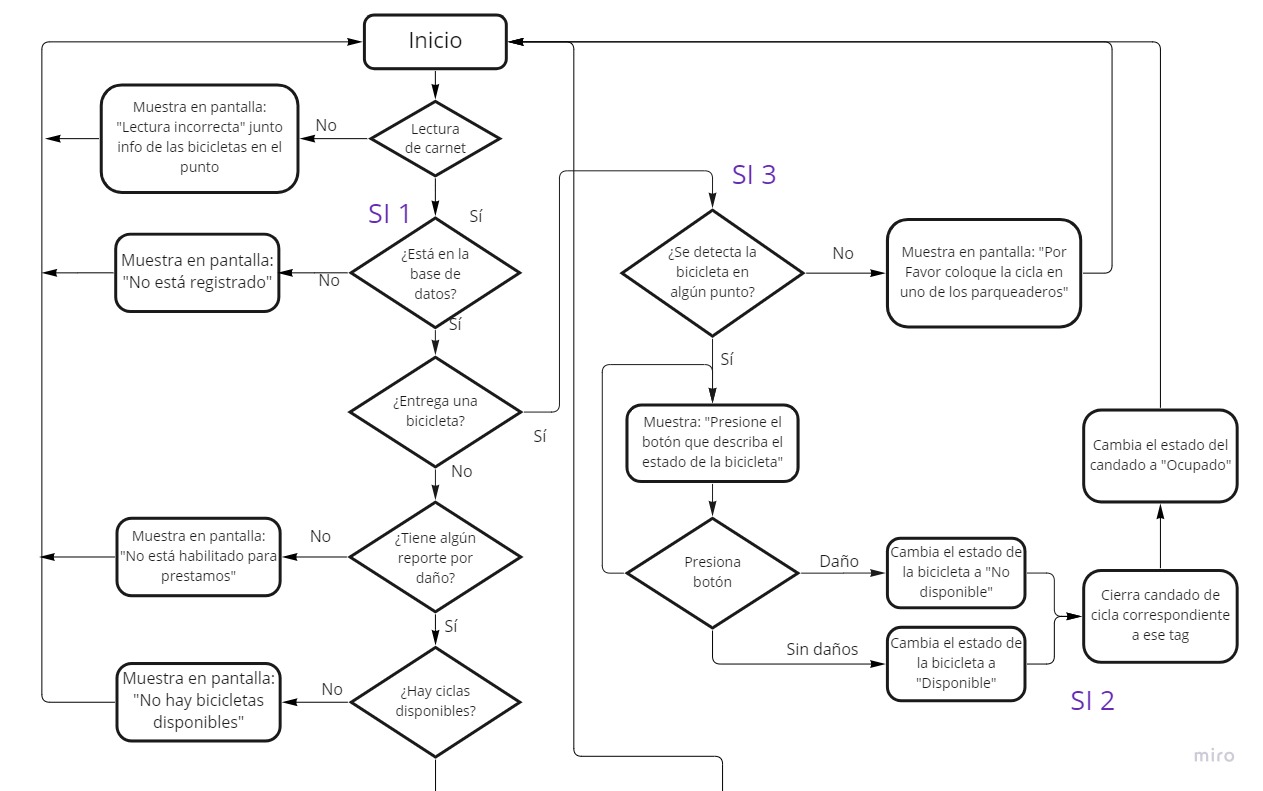 Inicio
Muestra en pantalla:
"Lectura incorrecta" junto
info de las bicicletas en el
punto
No
Lectura
de carnet
SI 1
Sí
Muestra en pantalla:
"No está registrado"
No
¿Está en la
base de
datos?
Sí
¿Entrega una
bicicleta?
Sí
No
Muestra en pantalla:
"No está habilitado para
prestamos"
No
¿Tiene algún
reporte por
daño?
Sí
Muestra en pantalla:
"No hay bicicletas
disponibles"
No
¿Hay ciclas
disponibles?
SI 3
¿Se detecta la
bicicleta en
algún punto?
No
Muestra en pantalla: "Por
Favor coloque la cicla en
uno de los parqueaderos"
Sí
Muestra: "Presione el
botón que describa el
estado de la bicicleta"
Presiona
botón
Daño
Cambia el estado de
la bicicleta a "No
disponible"
Sin daños
Cambia el estado de
la bicicleta a
"Disponible"
Cambia el estado del
candado a "Ocupado"
Cierra candado de
cicla correspondiente
a ese tag
SI 2
miro